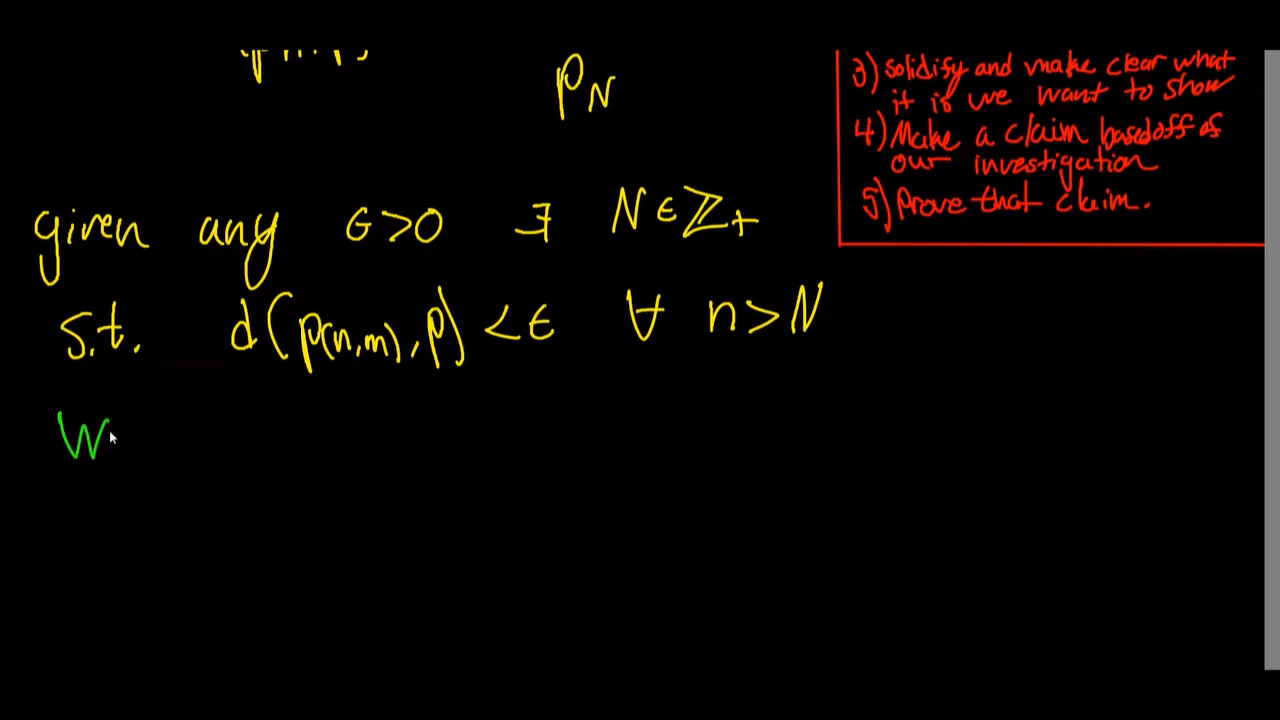 p_N
given any ϵ>0 ∃ N∈ℤ₊
s.t. d(p(n,m), p) <ϵ ∀ n>N
W
3) solidify and make clear what
it is we want to show
4) Make a claim based off of
our investigation
5) Prove that claim.